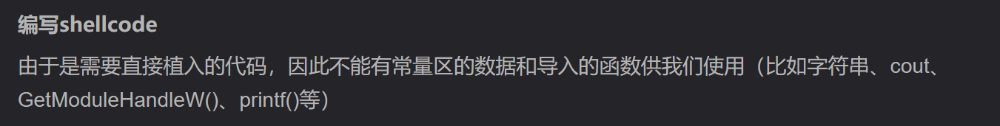 编写shellcode
由于是需要直接植入的代码，因此不能有常量区的数据和导入的函数供我们使用（比如字符串、cout、
GetModuleHandleW()、printf()等）